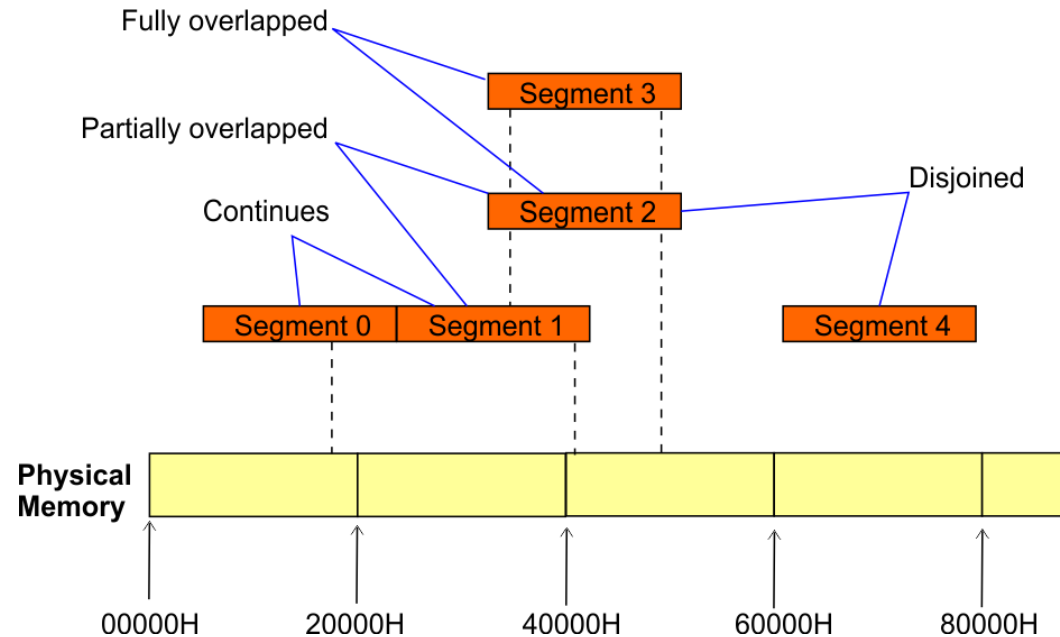 Fully overlapped
Segment 3
Partially overlapped
Disjoined
Segment 2
Continues
Segment 0
Segment 1
Segment 4
Physical
Memory
00000H
20000H
40000H
60000H
80000H